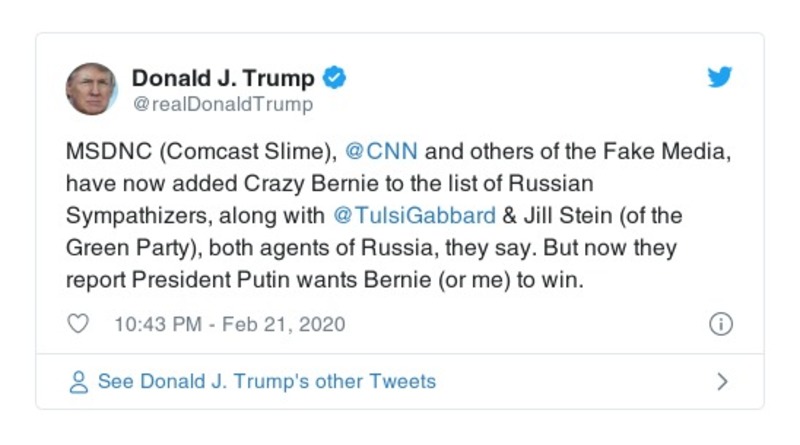 Donald J. Trump
@realDonaldTrump
MSDNC (Comcast Slime), @CNN and others of the Fake Media,
have now added Crazy Bernie to the list of Russian
Sympathizers, along with @TulsiGabbard & Jill Stein (of the
Green Party), both agents of Russia, they say. But now they
report President Putin wants Bernie (or me) to win.
10:43 PM - Feb 21, 2020
See Donald J. Trump's other Tweets